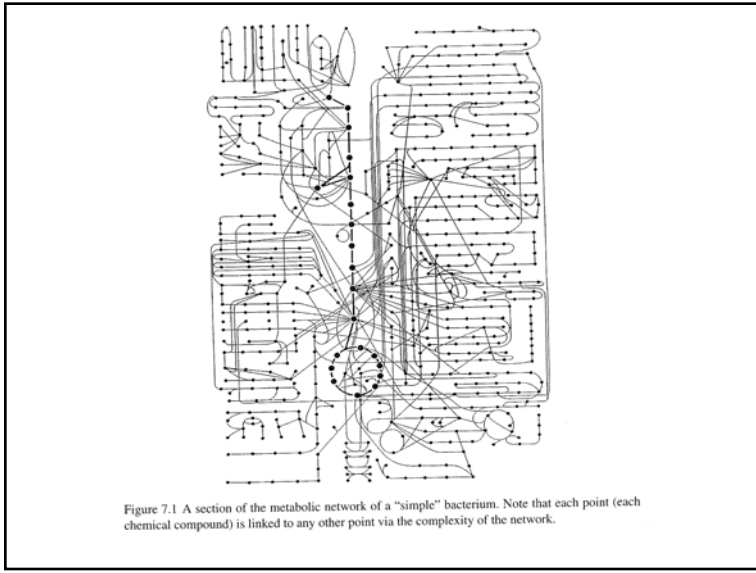 Figure 7.1 A section of the metabolic network of a “simple” bacterium. Note that each point (each
chemical compound) is linked to any other point via the complexity of the network.